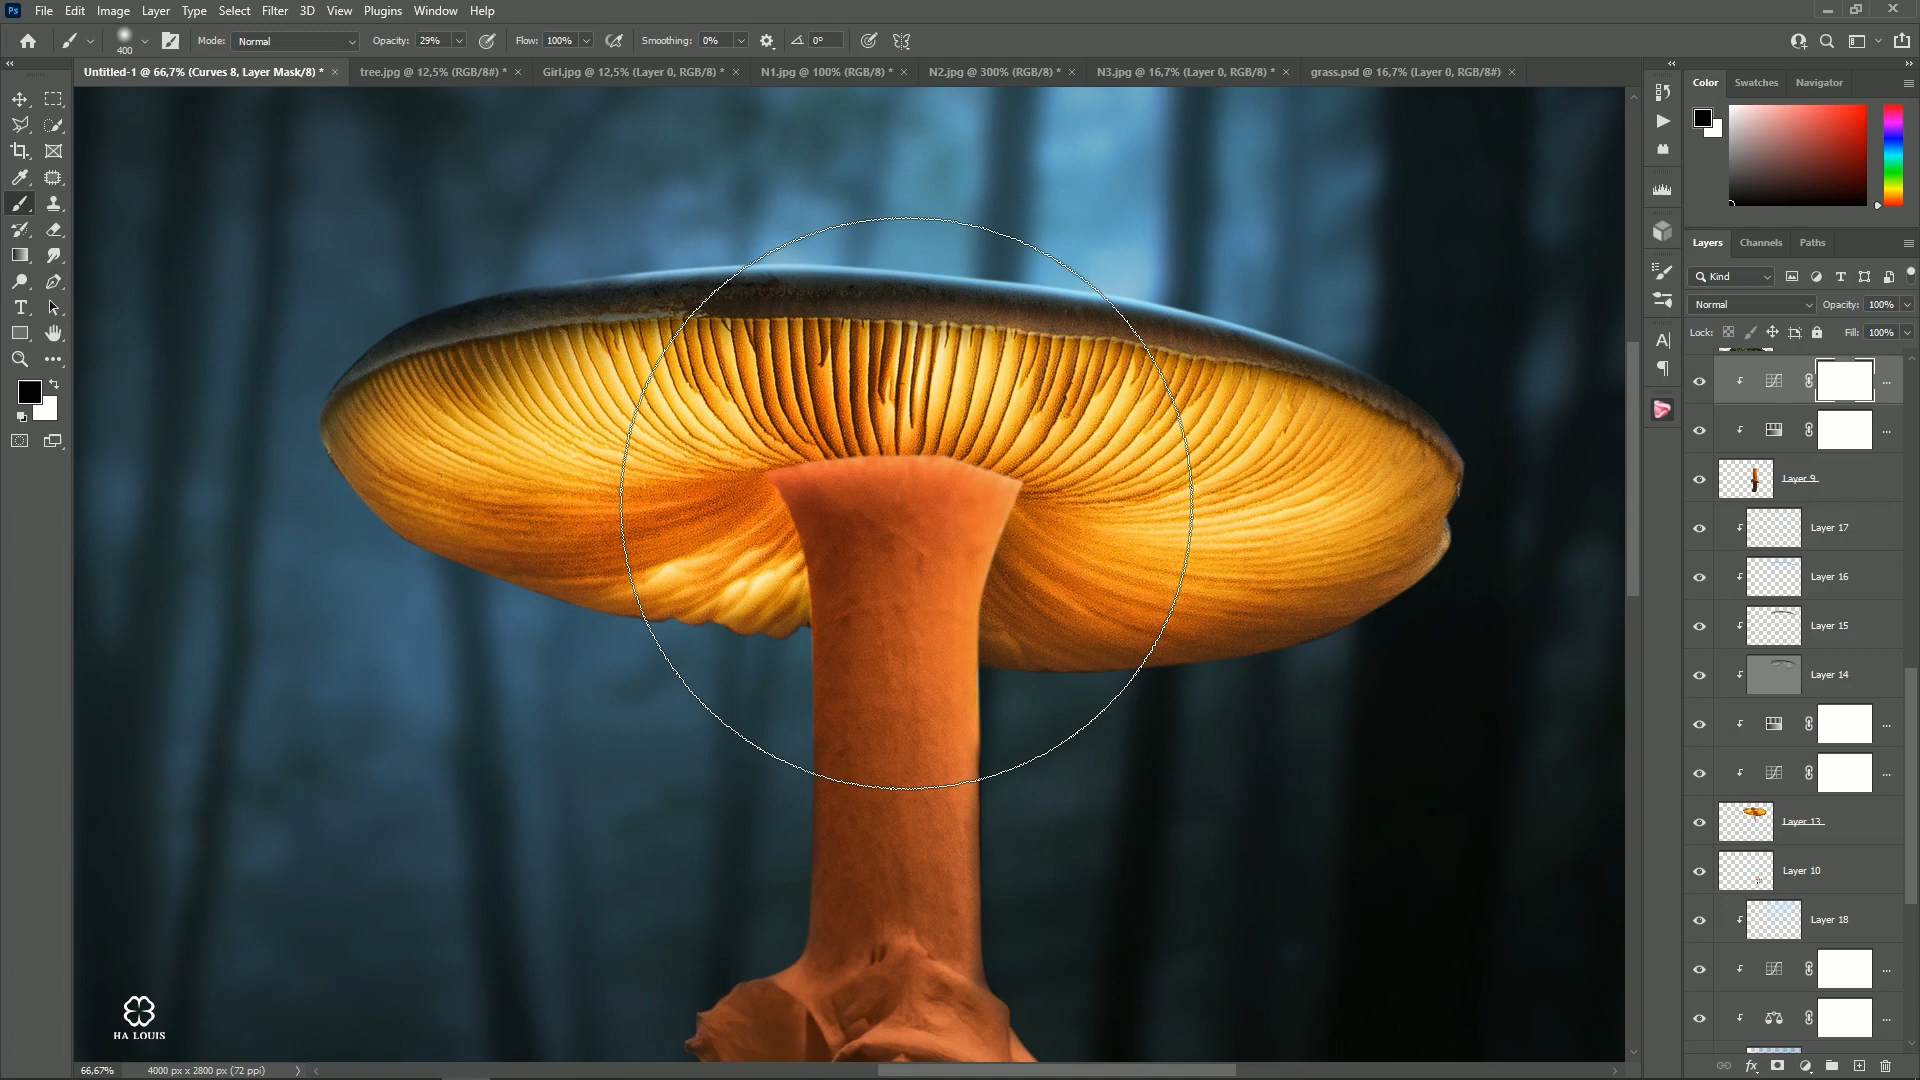 Ps File Edit Image Layer Type Select Filter 3D View Plugins Window Help
400 Mode: Normal Opacity: 29% Flow: 100% Smoothing: 0% 0°
Untitled-1 @ 66,7% (Curves 8, Layer Mask/8) * tree.jpg @ 12,5% (RGB/8#) * Girl.jpg @ 12,5% (Layer 0, RGB/8) * N1.jpg @ 100% (RGB/8) * N2.jpg @ 300% (RGB/8) * N3.jpg @ 16,7% (Layer 0, RGB/8) * grass.psd @ 16,7% (Layer 0, RGB/8#)
Color Swatches Navigator
Layers Channels Paths
Kind
Normal Opacity: 100%
Lock: Fill: 100%
Layer 9
Layer 17
Layer 16
Layer 15
Layer 14
Layer 13
Layer 10
Layer 18
HA LOUIS
66,67% 4000 px x 2800 px (72 ppi)